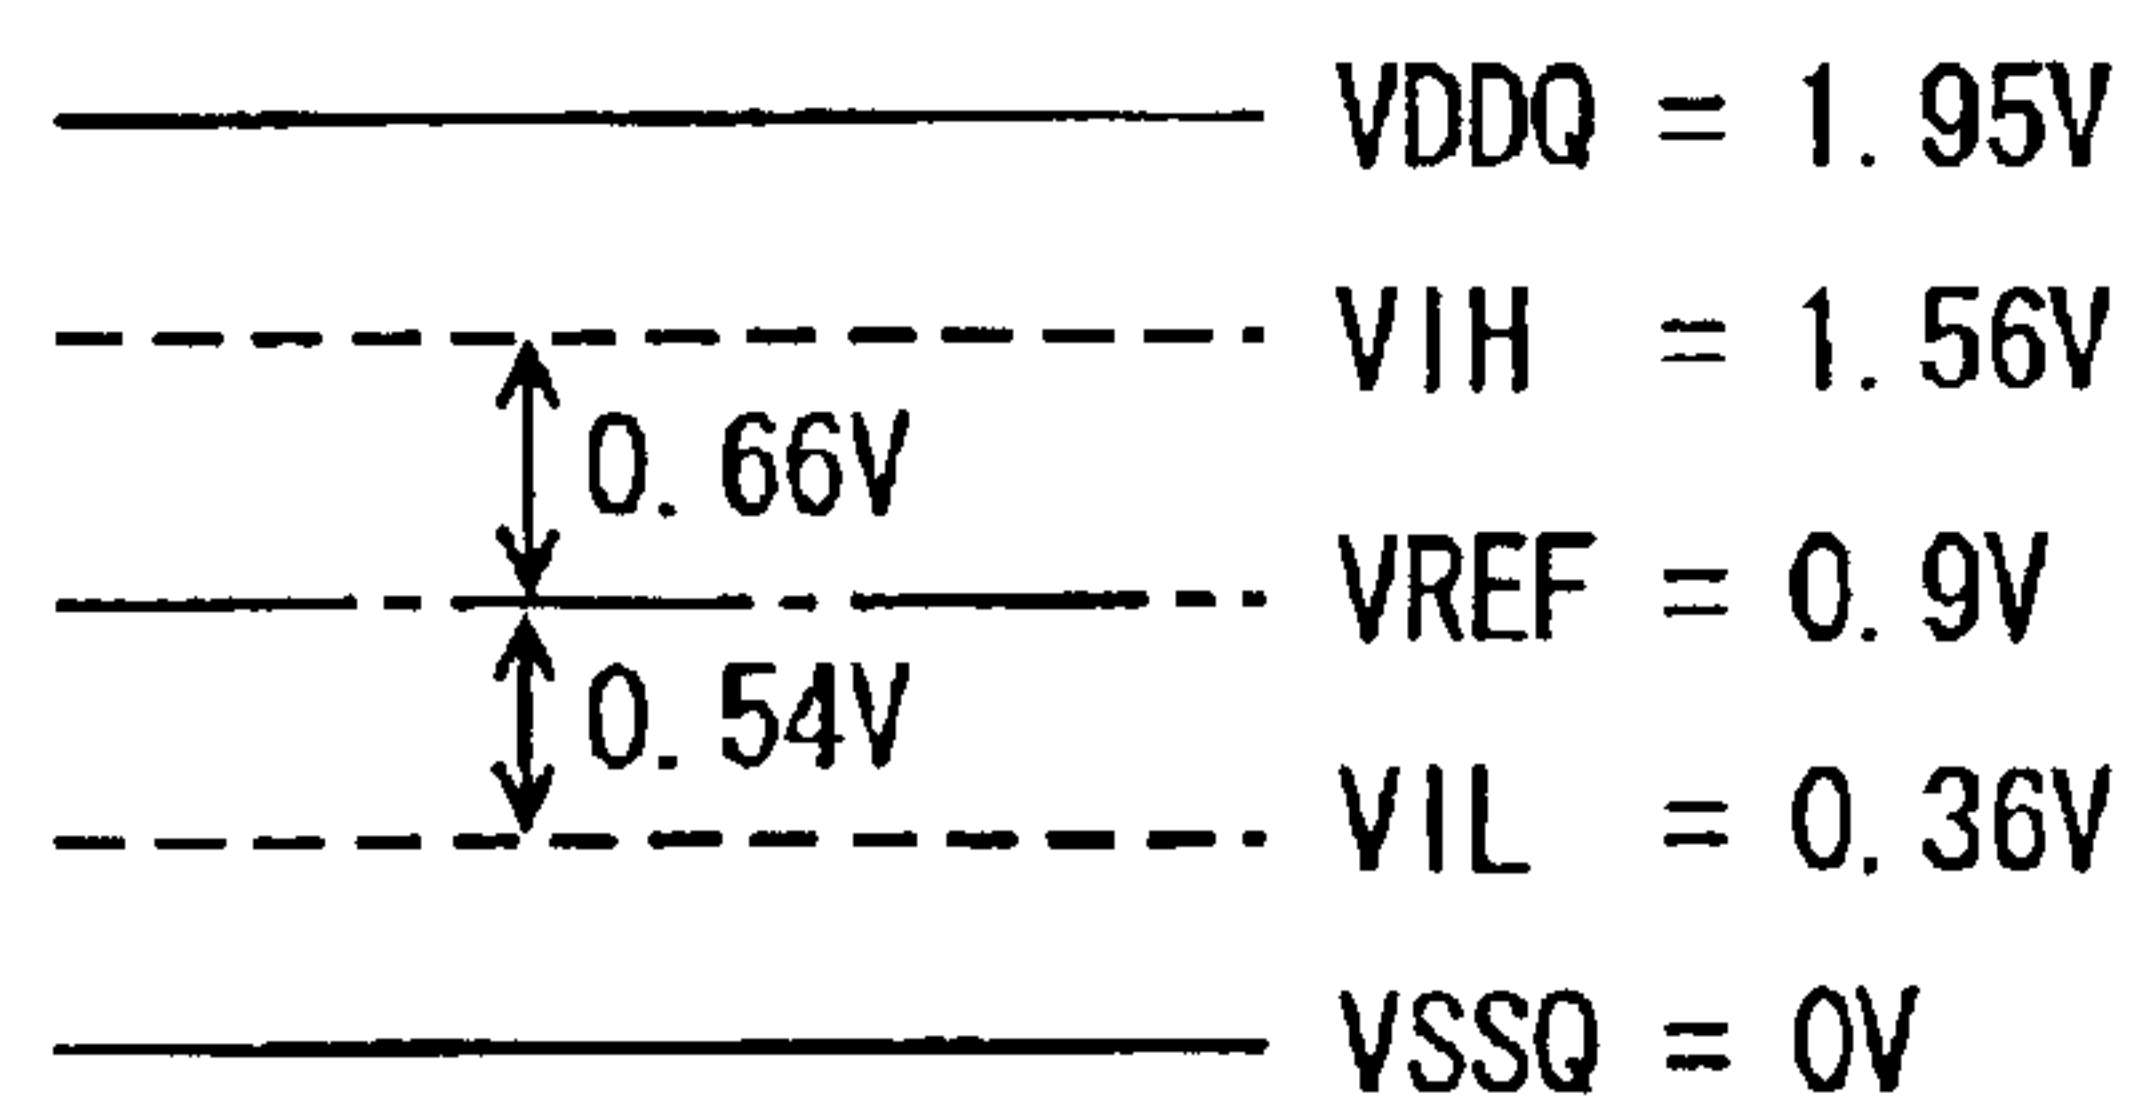 VDDQ = 1.95V
VIH = 1.56V
0.66V
VREF = 0.9V
0.54V
VIL = 0.36V
VSSQ = 0V